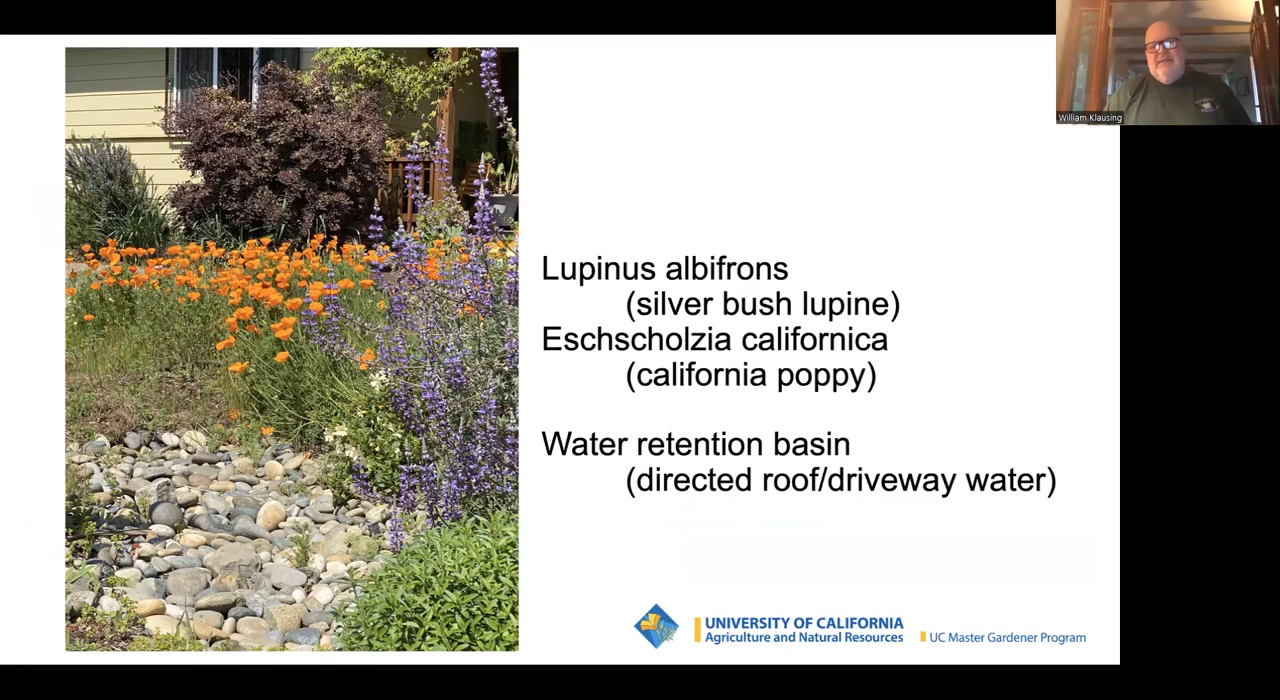 William Klausing
Lupinus albifrons
(silver bush lupine)
Eschscholzia californica
(california poppy)
Water retention basin
(directed roof/driveway water)
UNIVERSITY OF CALIFORNIA
Agriculture and Natural Resources
UC Master Gardener Program